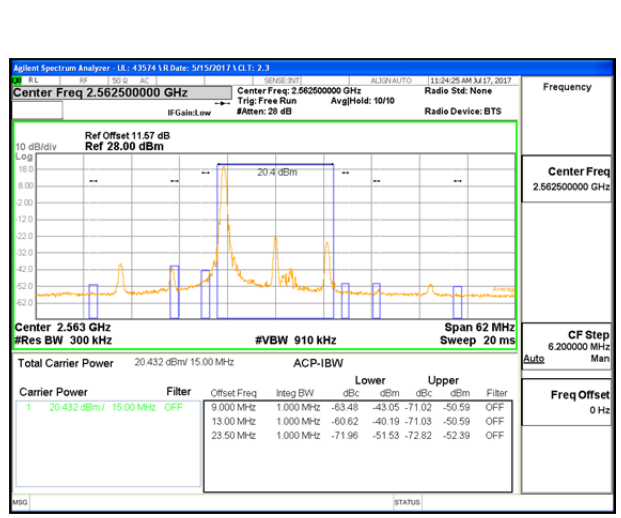 Agilent Spectrum Analyzer - UL: 43574 \ R Date: 5/15/2017 \ CLT: 2.3
RL RF 50 Ω AC SENSE:INT ALIGN AUTO 11:24:25 AM Jul 17, 2017
Center Freq 2.562500000 GHz
Center Freq: 2.562500000 GHz Radio Std: None
Trig: Free Run Avg|Hold: 10/10
IFGain:Low #Atten: 28 dB Radio Device: BTS
Frequency
Ref Offset 11.57 dB
10 dB/div Ref 28.00 dBm
Log
18.0
8.00
-2.00
-12.0
-22.0
-32.0
-42.0
-52.0
-62.0
20.4 dBm
Average
Center Freq
2.562500000 GHz
Center 2.563 GHz Span 62 MHz
#Res BW 300 kHz #VBW 910 kHz Sweep 20 ms
CF Step
6.200000 MHz
Auto Man
Total Carrier Power 20.432 dBm/ 15.00 MHz ACP-IBW
Lower Upper
Carrier Power Filter Offset Freq Integ BW dBc dBm dBc dBm Filter
1 20.432 dBm / 15.00 MHz OFF
9.000 MHz 1.000 MHz -63.48 -43.05 -71.02 -50.59 OFF
13.00 MHz 1.000 MHz -60.62 -40.19 -71.03 -50.59 OFF
23.50 MHz 1.000 MHz -71.96 -51.53 -72.82 -52.39 OFF
Freq Offset
0 Hz
MSG STATUS